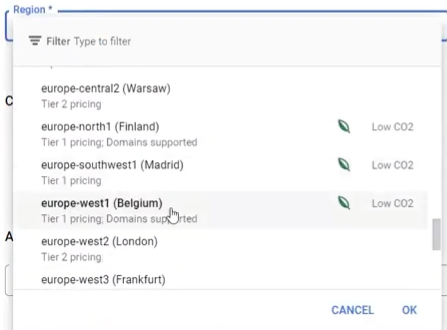 Region *
Filter Type to filter
europe-central2 (Warsaw)
Tier 2 pricing
europe-north1 (Finland)
Low CO2
Tier 1 pricing; Domains supported
europe-southwest1 (Madrid)
Low CO2
Tier 1 pricing
europe-west1 (Belgium)
Low CO2
Tier 1 pricing; Domains supported
europe-west2 (London)
Tier 2 pricing
europe-west3 (Frankfurt)
CANCEL OK